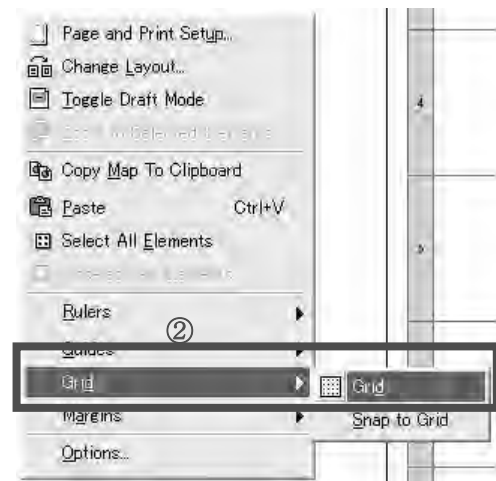 Page and Print Setup...
Change Layout...
Toggle Draft Mode
Copy Map To Clipboard
Paste Ctrl+V
Select All Elements
Rulers
②
Guides
Grid Grid
Margins Snap to Grid
Options...
4
5